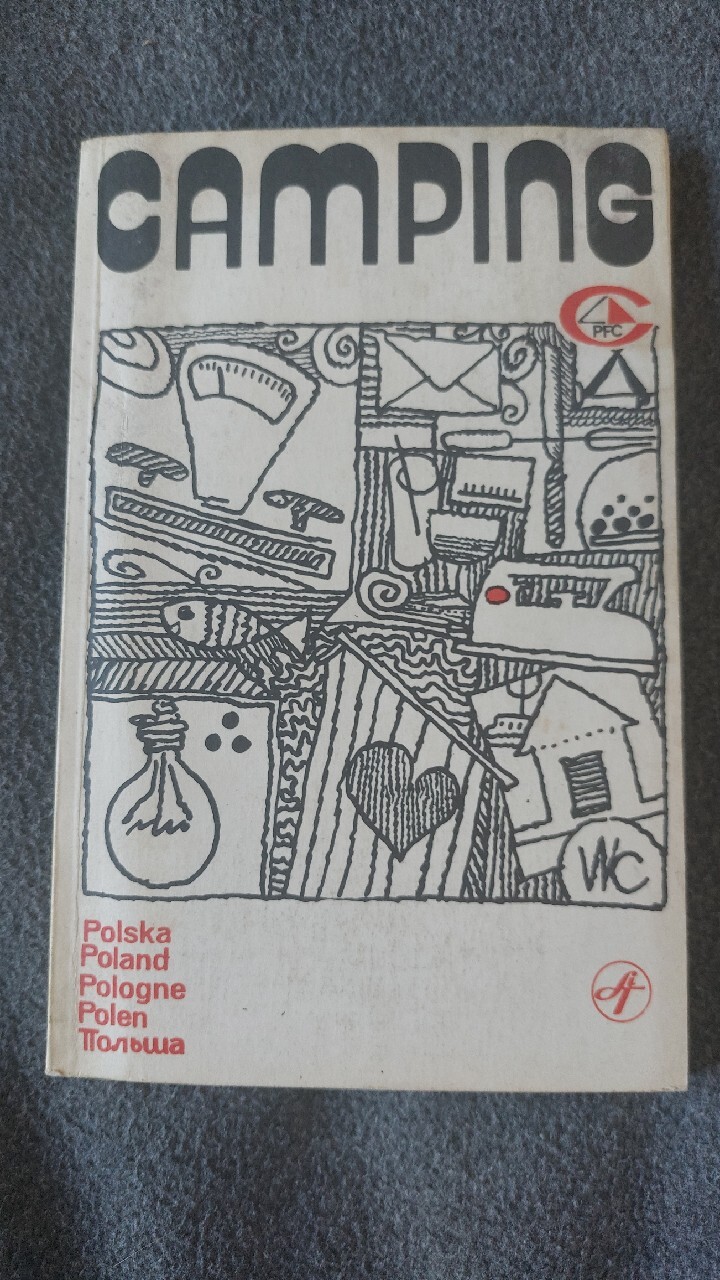 CAMPING
PFC
WC
Polska
Poland
Pologne
Polen
Польша